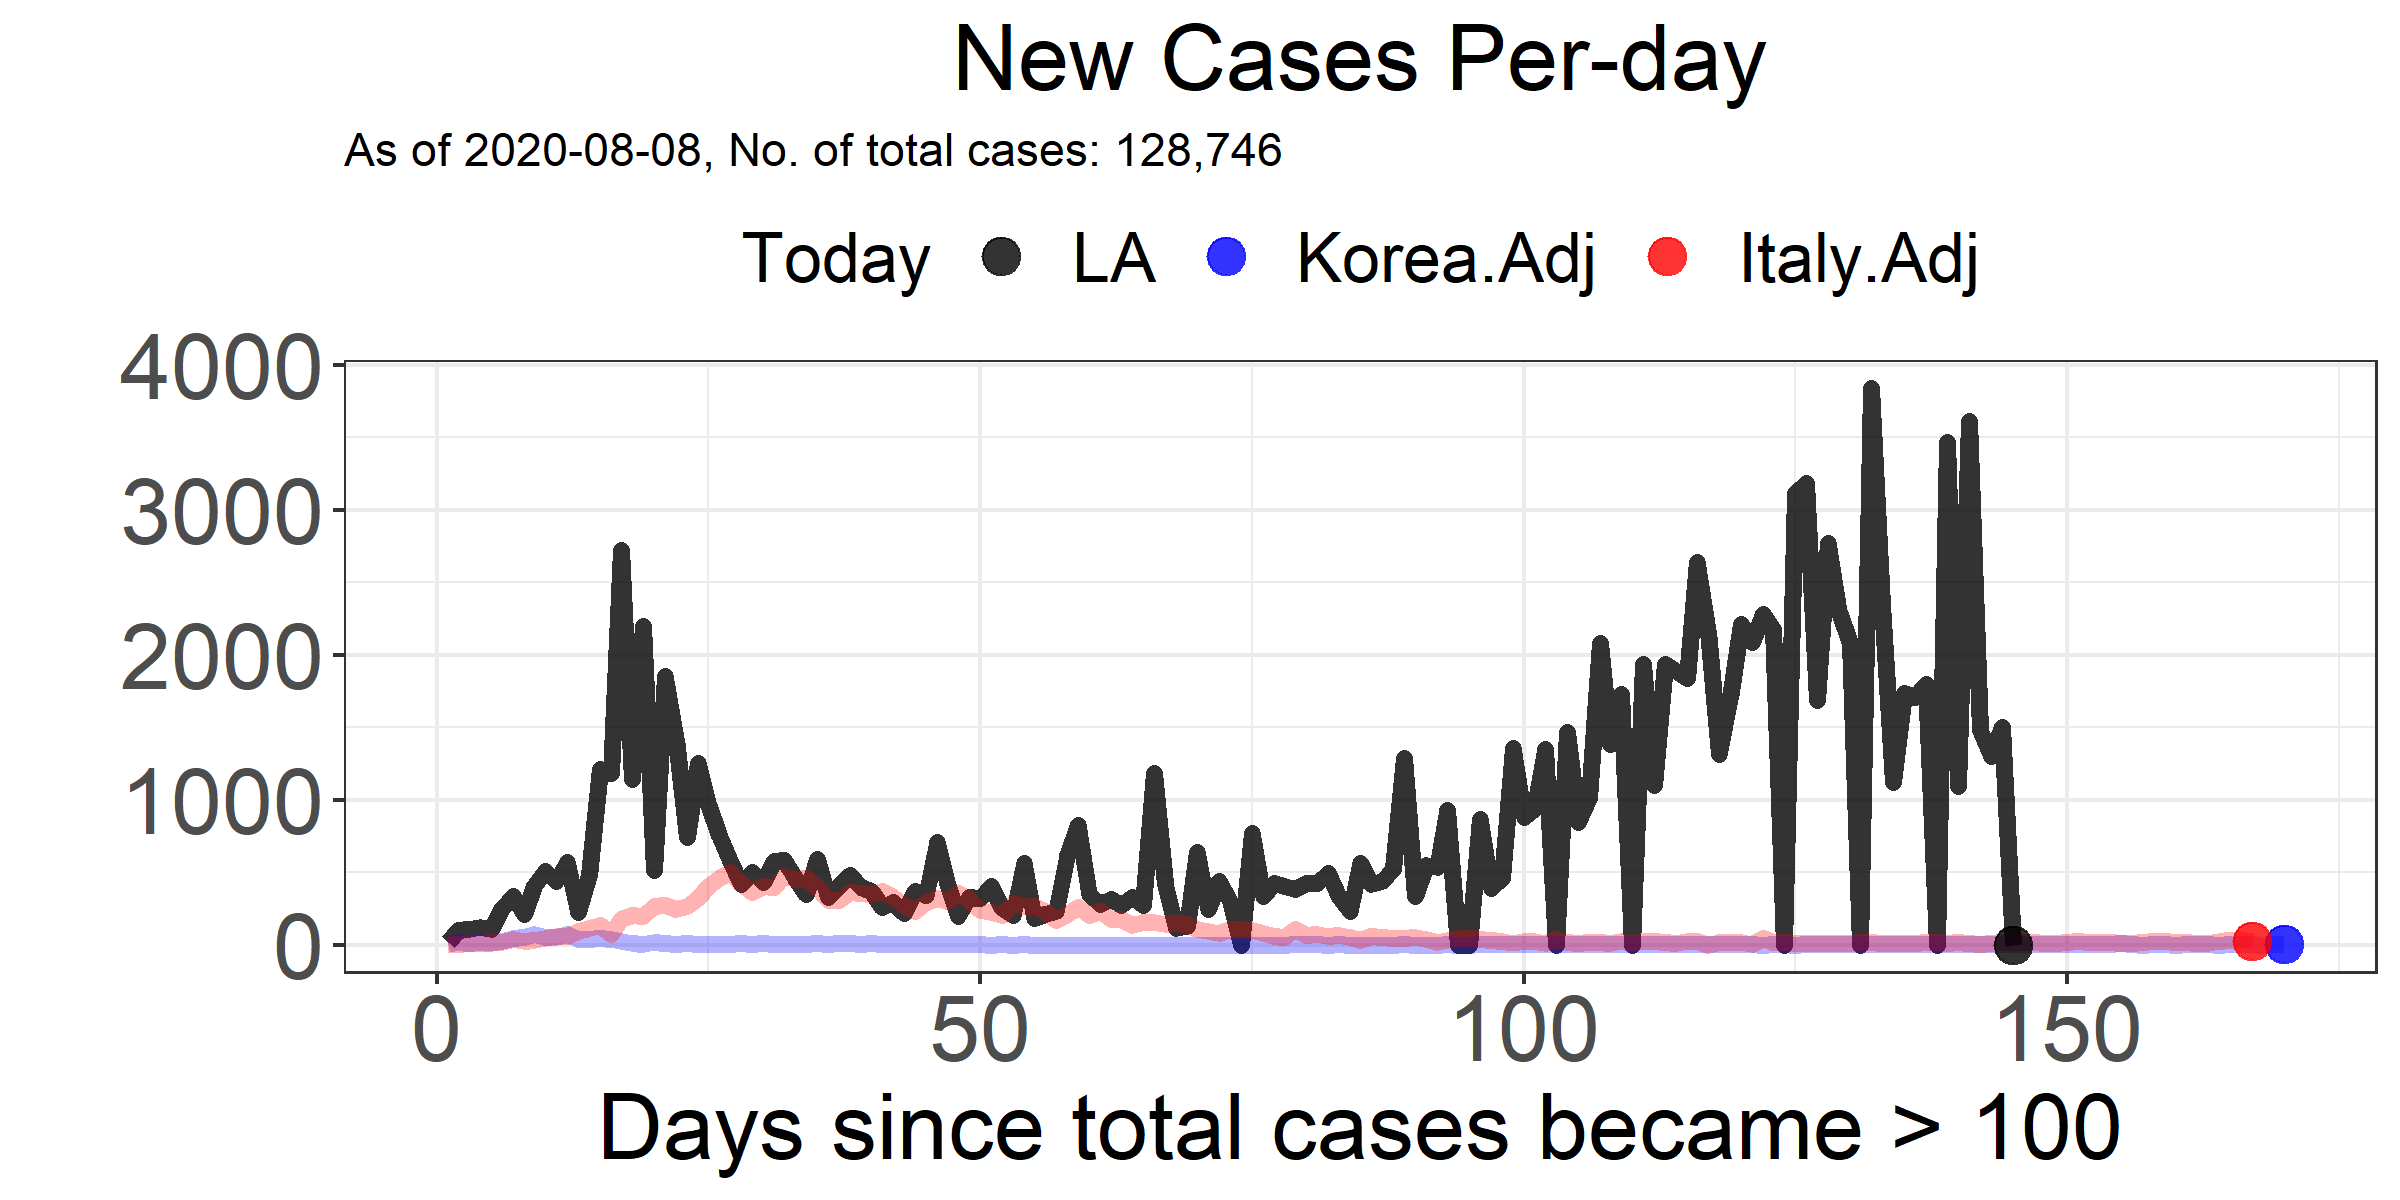 New Cases Per-day
As of 2020-08-08, No. of total cases: 128,746
Today LA Korea.Adj Italy.Adj
4000
3000
2000
1000
0
0 50 100 150
Days since total cases became > 100